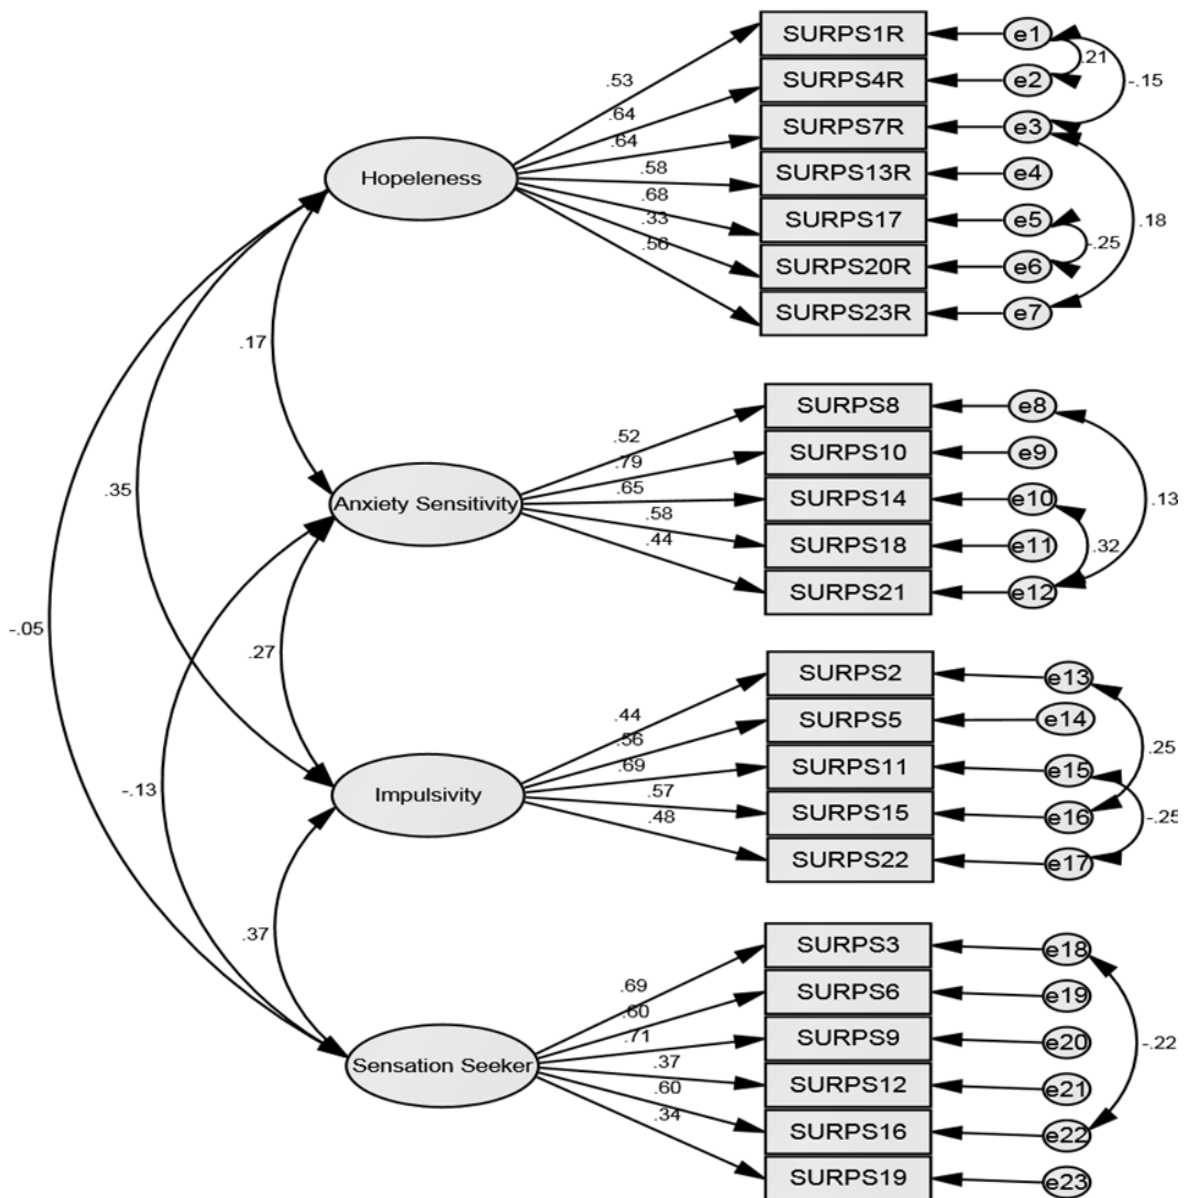 SURPS1R
e1
.21
.53
SURPS4R
e2
-.15
.64
SURPS7R
e3
.64
Hopeleness
.58
SURPS13R
e4
.68
SURPS17
e5
.18
.33
-.25
.56
SURPS20R
e6
SURPS23R
e7
.17
SURPS8
e8
.52
SURPS10
e9
.79
.35
.65
SURPS14
e10
.13
Anxiety Sensitivity
.58
SURPS18
e11
.32
.44
SURPS21
e12
-.05
.27
SURPS2
e13
.44
SURPS5
e14
.56
.25
.69
SURPS11
e15
-.13
Impulsivity
.57
SURPS15
e16
-.25
.48
SURPS22
e17
.37
SURPS3
e18
.69
SURPS6
e19
.60
.71
SURPS9
e20
-.22
Sensation Seeker
.37
SURPS12
e21
.60
.34
SURPS16
e22
SURPS19
e23